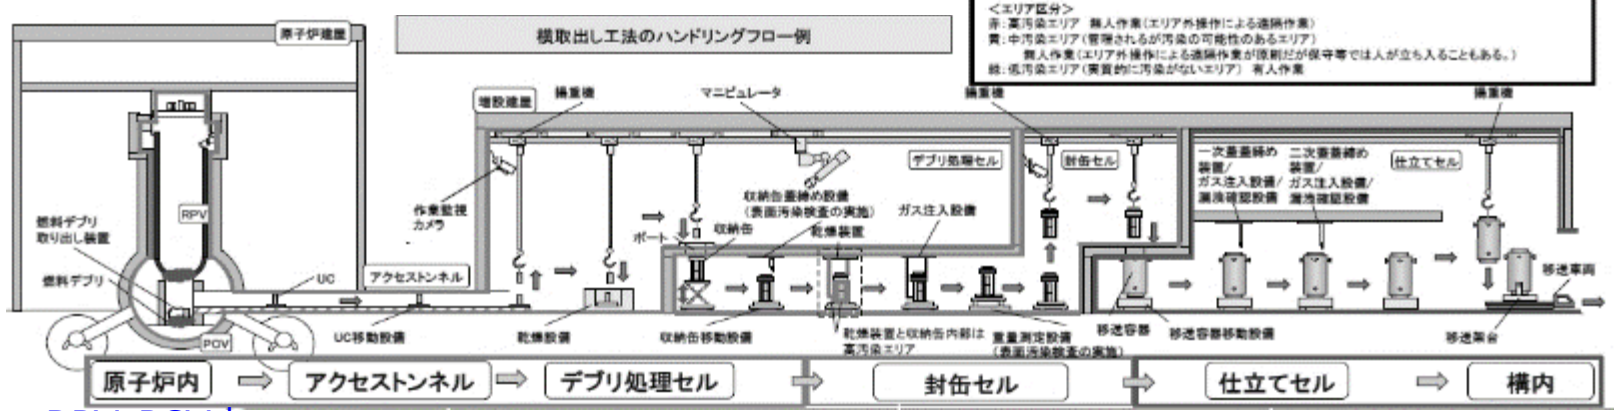 <エリア区分>
赤:高汚染エリア 無人作業(エリア外操作による遠隔作業)
黄:中汚染エリア(管理されるが汚染の可能性のあるエリア)
無人作業(エリア外操作による遠隔作業が原則だが保守等では人が立ち入ることもある。)
緑:低汚染エリア(実質的に汚染がないエリア) 有人作業
横取出し工法のハンドリングフロー例
原子炉建屋
増設建屋
揚重機
マニピュレータ
揚重機
揚重機
デブリ処理セル
封缶セル
仕立てセル
一次蓋蓋締め
装置/
ガス注入設備/
漏洩確認設備
二次蓋蓋締め
装置/
ガス注入設備/
漏洩確認設備
作業監視
カメラ
収納缶蓋締め設備
(表面汚染検査の実施)
ガス注入設備
ポート
収納缶
乾燥装置
RPV
燃料デブリ
取り出し装置
燃料デブリ
UC
アクセストンネル
PCV
UC移動設備
乾燥設備
収納缶移動設備
乾燥装置と収納缶内部は
高汚染エリア
重量測定設備
(表面汚染検査の実施)
移送容器
移送容器移動設備
移送車両
移送架台
原子炉内
アクセストンネル
デブリ処理セル
封缶セル
仕立てセル
構内